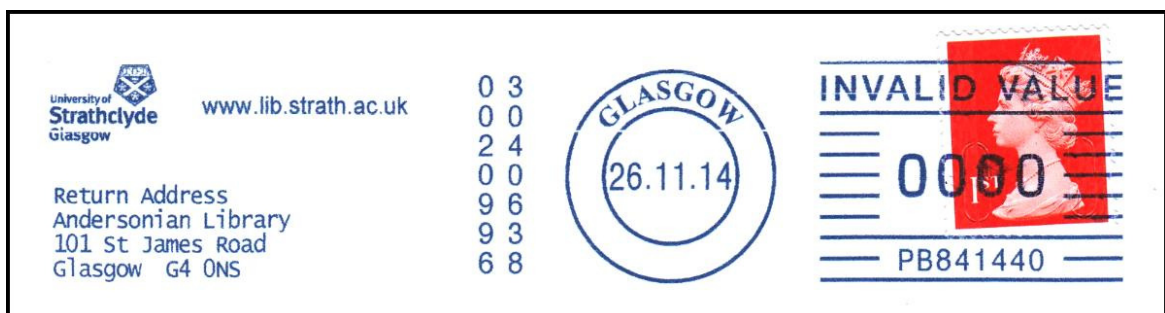 University of
Strathclyde
Glasgow
www.lib.strath.ac.uk
Return Address
Andersonian Library
101 St James Road
Glasgow G4 0NS
0 3
0 0
2 4
0 0
9 6
9 3
6 8
GLASGOW
26.11.14
INVALID VALUE
0000
1ST
PB841440